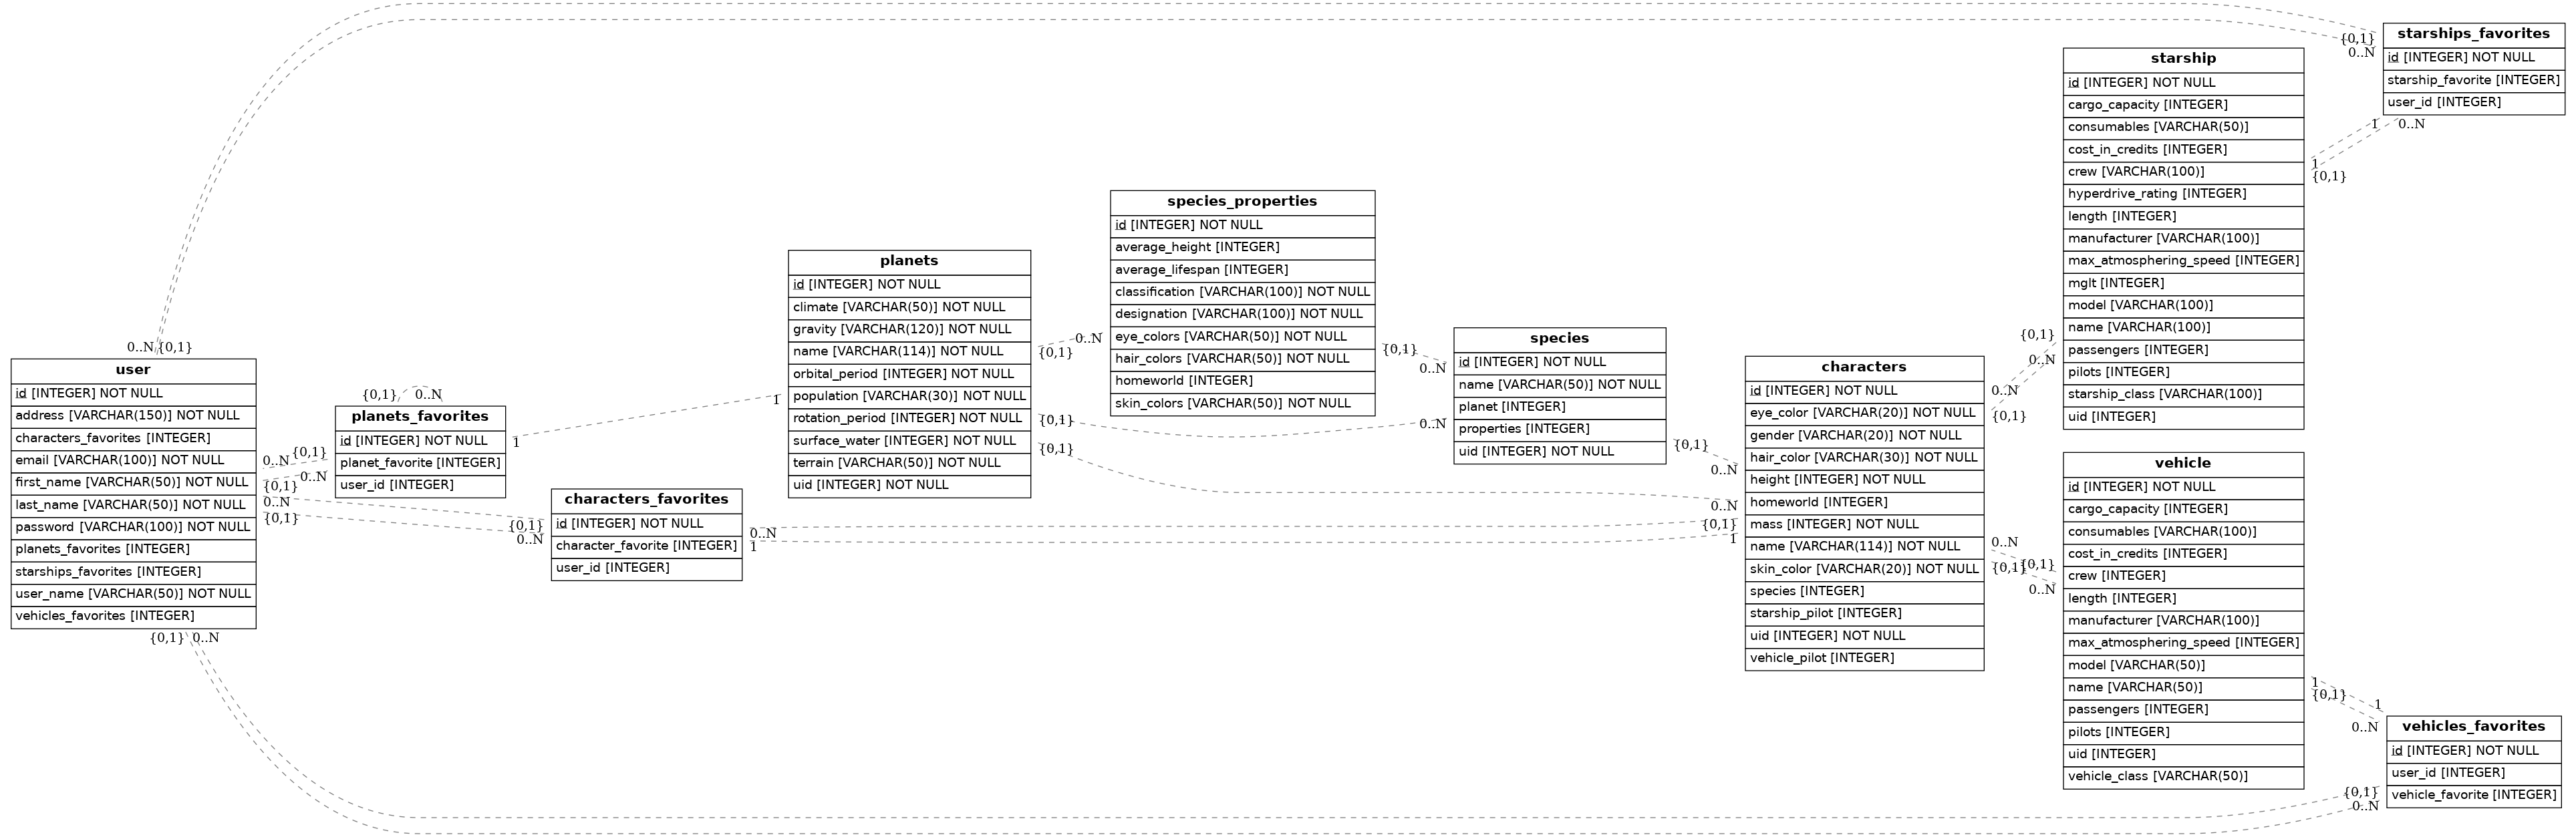 user
id [INTEGER] NOT NULL
address [VARCHAR(150)] NOT NULL
characters_favorites [INTEGER]
email [VARCHAR(100)] NOT NULL
first_name [VARCHAR(50)] NOT NULL
last_name [VARCHAR(50)] NOT NULL
password [VARCHAR(100)] NOT NULL
planets_favorites [INTEGER]
starships_favorites [INTEGER]
user_name [VARCHAR(50)] NOT NULL
vehicles_favorites [INTEGER]
0..N
{0,1}
{0,1}
0..N
0..N
{0,1}
{0,1}
0..N
0..N
{0,1}
{0,1}
0..N
planets_favorites
id [INTEGER] NOT NULL
planet_favorite [INTEGER]
user_id [INTEGER]
1
1
characters_favorites
id [INTEGER] NOT NULL
character_favorite [INTEGER]
user_id [INTEGER]
{0,1}
0..N
0..N
1
planets
id [INTEGER] NOT NULL
climate [VARCHAR(50)] NOT NULL
gravity [VARCHAR(120)] NOT NULL
name [VARCHAR(114)] NOT NULL
orbital_period [INTEGER] NOT NULL
population [VARCHAR(30)] NOT NULL
rotation_period [INTEGER] NOT NULL
surface_water [INTEGER] NOT NULL
terrain [VARCHAR(50)] NOT NULL
uid [INTEGER] NOT NULL
0..N
{0,1}
{0,1}
{0,1}
species_properties
id [INTEGER] NOT NULL
average_height [INTEGER]
average_lifespan [INTEGER]
classification [VARCHAR(100)] NOT NULL
designation [VARCHAR(100)] NOT NULL
eye_colors [VARCHAR(50)] NOT NULL
hair_colors [VARCHAR(50)] NOT NULL
homeworld [INTEGER]
skin_colors [VARCHAR(50)] NOT NULL
{0,1}
0..N
0..N
species
id [INTEGER] NOT NULL
name [VARCHAR(50)] NOT NULL
planet [INTEGER]
properties [INTEGER]
uid [INTEGER] NOT NULL
{0,1}
0..N
0..N
{0,1}
1
characters
id [INTEGER] NOT NULL
eye_color [VARCHAR(20)] NOT NULL
gender [VARCHAR(20)] NOT NULL
hair_color [VARCHAR(30)] NOT NULL
height [INTEGER] NOT NULL
homeworld [INTEGER]
mass [INTEGER] NOT NULL
name [VARCHAR(114)] NOT NULL
skin_color [VARCHAR(20)] NOT NULL
species [INTEGER]
starship_pilot [INTEGER]
uid [INTEGER] NOT NULL
vehicle_pilot [INTEGER]
{0,1}
0..N
0..N
{0,1}
0..N
{0,1}
{0,1}
0..N
starship
id [INTEGER] NOT NULL
cargo_capacity [INTEGER]
consumables [VARCHAR(50)]
cost_in_credits [INTEGER]
crew [VARCHAR(100)]
hyperdrive_rating [INTEGER]
length [INTEGER]
manufacturer [VARCHAR(100)]
max_atmosphering_speed [INTEGER]
mglt [INTEGER]
model [VARCHAR(100)]
name [VARCHAR(100)]
passengers [INTEGER]
pilots [INTEGER]
starship_class [VARCHAR(100)]
uid [INTEGER]
vehicle
id [INTEGER] NOT NULL
cargo_capacity [INTEGER]
consumables [VARCHAR(100)]
cost_in_credits [INTEGER]
crew [INTEGER]
length [INTEGER]
manufacturer [VARCHAR(100)]
max_atmosphering_speed [INTEGER]
model [VARCHAR(50)]
name [VARCHAR(50)]
passengers [INTEGER]
pilots [INTEGER]
uid [INTEGER]
vehicle_class [VARCHAR(50)]
{0,1}
0..N
starships_favorites
id [INTEGER] NOT NULL
starship_favorite [INTEGER]
user_id [INTEGER]
1
0..N
1
{0,1}
1
{0,1}
1
0..N
vehicles_favorites
id [INTEGER] NOT NULL
user_id [INTEGER]
vehicle_favorite [INTEGER]
{0,1}
0..N